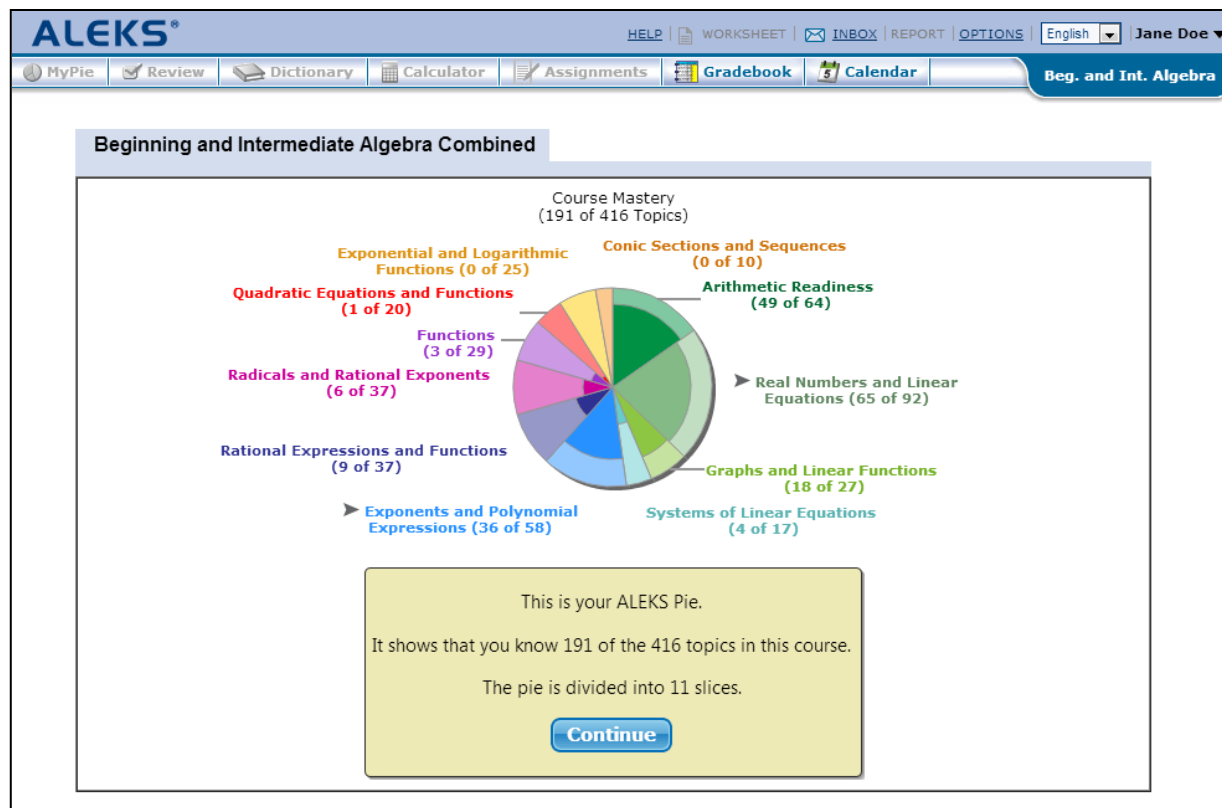 ALEKS®
HELP | WORKSHEET | INBOX | REPORT | OPTIONS | English | Jane Doe
MyPie Review Dictionary Calculator Assignments Gradebook 5 Calendar Beg. and Int. Algebra
Beginning and Intermediate Algebra Combined
Course Mastery
(191 of 416 Topics)
Exponential and Logarithmic
Functions (0 of 25)
Conic Sections and Sequences
(0 of 10)
Quadratic Equations and Functions
(1 of 20)
Arithmetic Readiness
(49 of 64)
Functions
(3 of 29)
Radicals and Rational Exponents
(6 of 37)
Real Numbers and Linear
Equations (65 of 92)
Rational Expressions and Functions
(9 of 37)
Graphs and Linear Functions
(18 of 27)
Exponents and Polynomial
Expressions (36 of 58)
Systems of Linear Equations
(4 of 17)
This is your ALEKS Pie.
It shows that you know 191 of the 416 topics in this course.
The pie is divided into 11 slices.
Continue